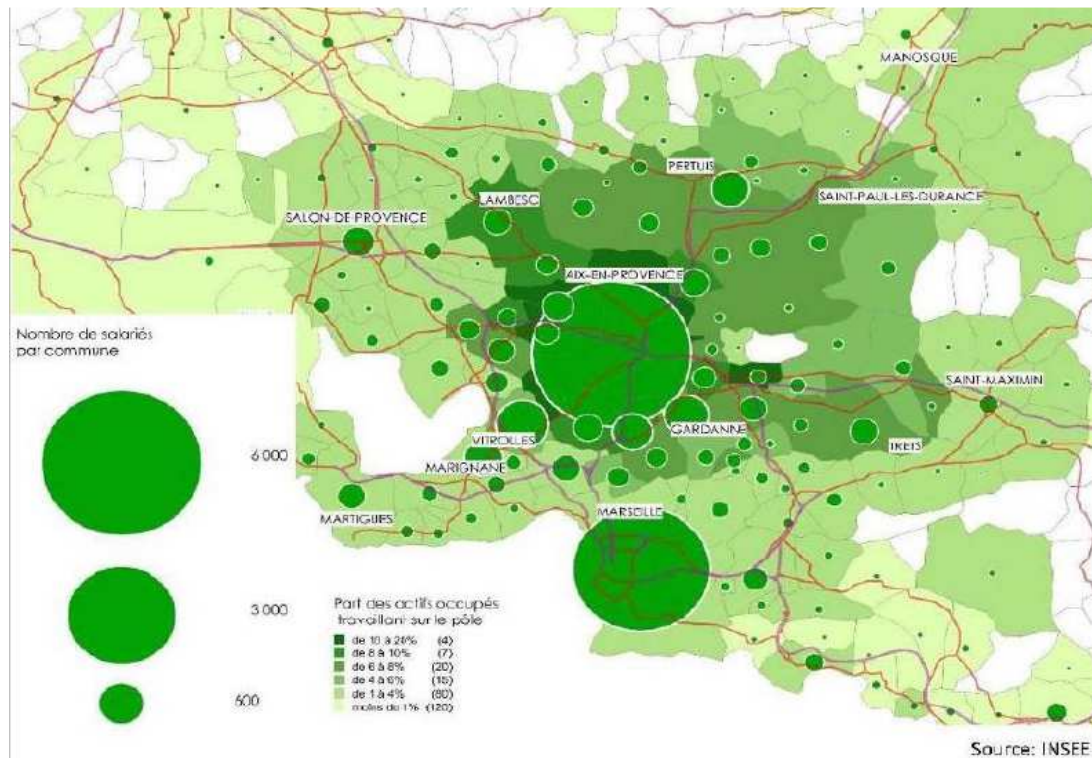 MANOSQUE
PERTUIS
LAMBESC
SAINT-PAUL-LES-DURANCE
SALON-DE-PROVENCE
AIX-EN-PROVENCE
Nombre de salariés
par commune
SAINT-MAXIMIN
GARDANNE
VITROLLES
TRETS
6 000
MARIGNANE
MARTIGUES
MARSEILLE
Part des actifs occupés
travaillant sur le pôle
3 000
de 10 à 20% (4)
de 8 à 10% (7)
de 6 à 8% (20)
de 4 à 6% (15)
de 1 à 4% (80)
moins de 1% (120)
600
Source: INSEE